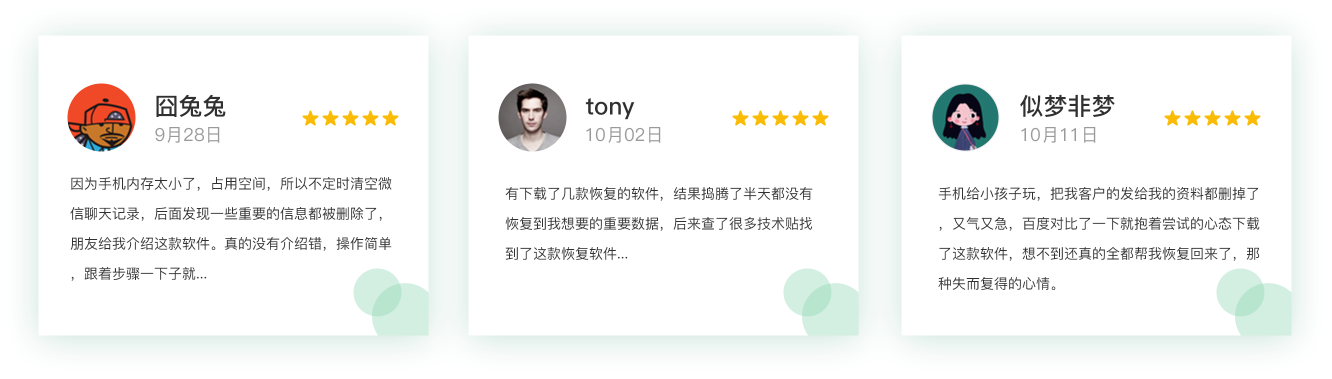 囧兔兔
9月28日
因为手机内存太小了，占用空间，所以不定时清空微
信聊天记录，后面发现一些重要的信息都被删除了，
朋友给我介绍这款软件。真的没有介绍错，操作简单
，跟着步骤一下子就...
tony
10月02日
有下载了几款恢复的软件，结果捣腾了半天都没有
恢复到我想要的重要数据，后来查了很多技术贴找
到了这款恢复软件...
似梦非梦
10月11日
手机给小孩子玩，把我客户的发给我的资料都删掉了
，又气又急，百度对比了一下就抱着尝试的心态下载
了这款软件，想不到还真的全都帮我恢复回来了，那
种失而复得的心情。